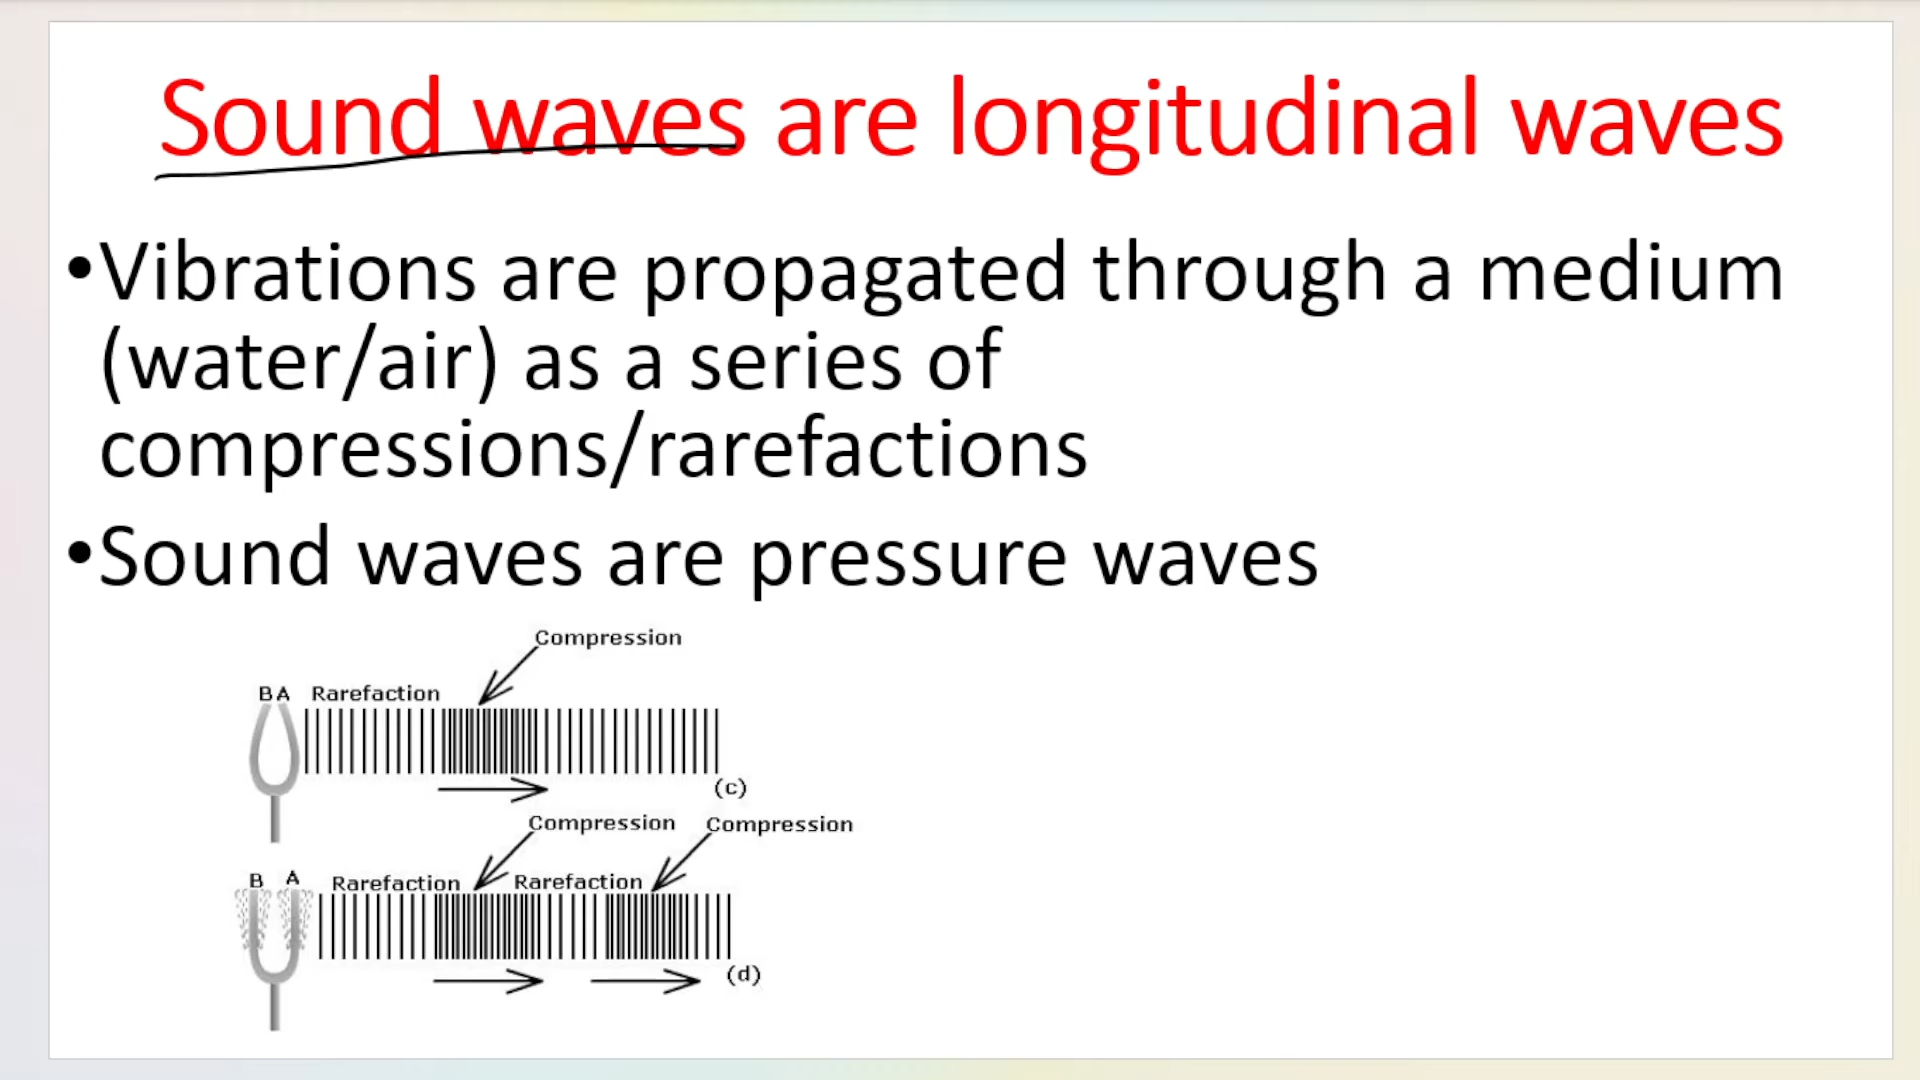 Sound waves are longitudinal waves
•Vibrations are propagated through a medium
(water/air) as a series of
compressions/rarefactions
•Sound waves are pressure waves
Compression
B A Rarefaction
(c)
Compression Compression
B A Rarefaction Rarefaction
(d)